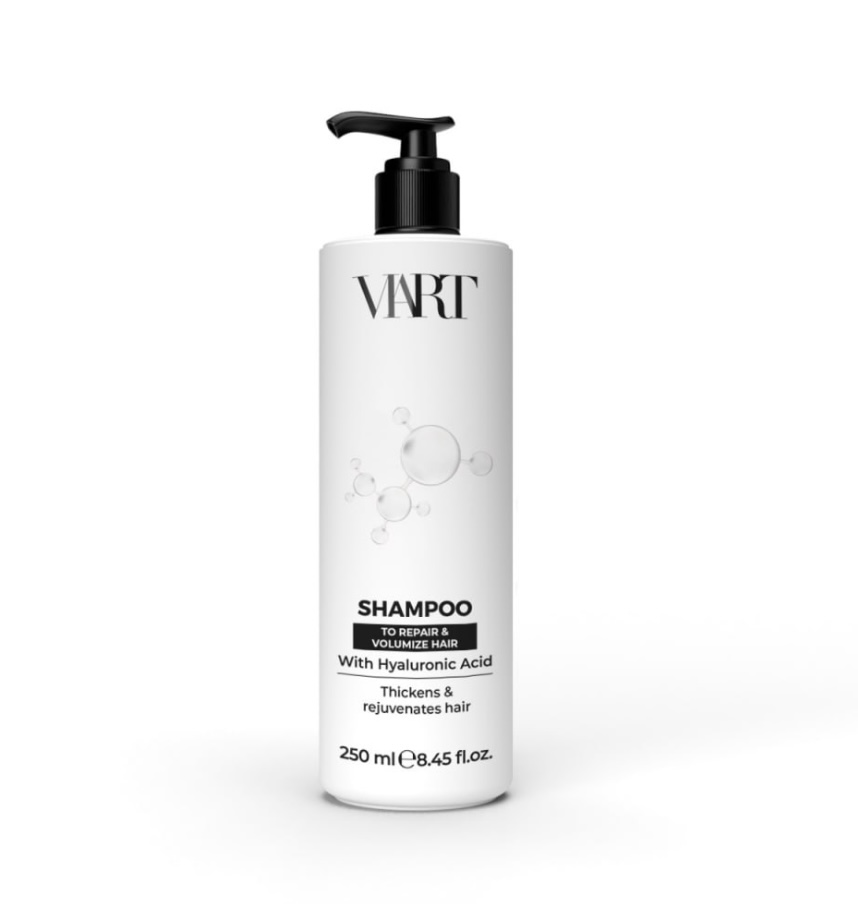 VIART
SHAMPOO
TO REPAIR &
VOLUMIZE HAIR
With Hyaluronic Acid
Thickens &
rejuvenates hair
250 ml ℮ 8.45 fl.oz.